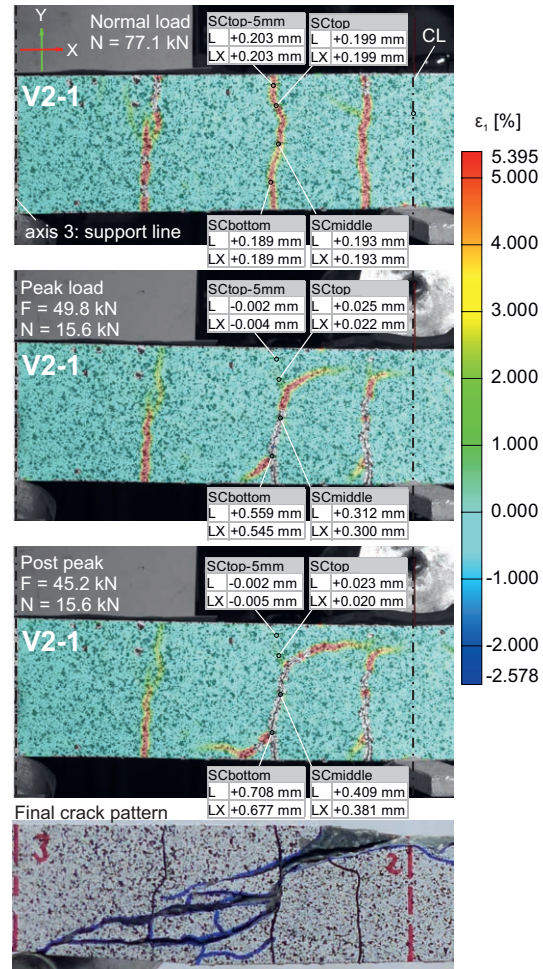 Normal load
N = 77.1 kN
Y
X
V2-1
SCtop-5mm
L +0.203 mm
LX +0.203 mm
SCtop
L +0.199 mm
LX +0.199 mm
CL
axis 3: support line
SCbottom
L +0.189 mm
LX +0.189 mm
SCmiddle
L +0.193 mm
LX +0.193 mm
ε1 [%]
5.395
5.000
4.000
3.000
2.000
1.000
0.000
-1.000
-2.000
-2.578
Peak load
F = 49.8 kN
N = 15.6 kN
V2-1
SCtop-5mm
L -0.002 mm
LX -0.004 mm
SCtop
L +0.025 mm
LX +0.022 mm
SCbottom
L +0.559 mm
LX +0.545 mm
SCmiddle
L +0.312 mm
LX +0.300 mm
Post peak
F = 45.2 kN
N = 15.6 kN
V2-1
SCtop-5mm
L -0.002 mm
LX -0.005 mm
SCtop
L +0.023 mm
LX +0.020 mm
SCbottom
L +0.708 mm
LX +0.677 mm
SCmiddle
L +0.409 mm
LX +0.381 mm
Final crack pattern
3
2